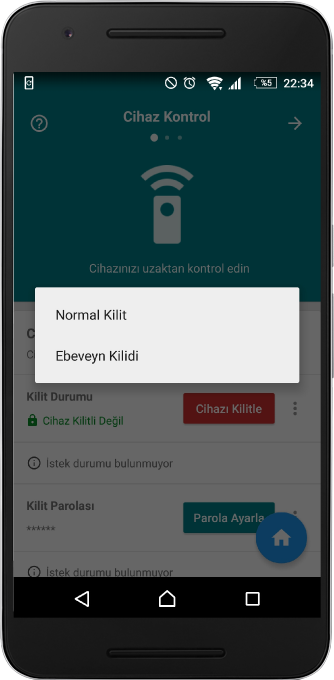 %5 22:34
Cihaz Kontrol
Cihazınızı uzaktan kontrol edin
Normal Kilit
Ebeveyn Kilidi
Kilit Durumu
Cihazı Kilitle
Cihaz Kilitli Değil
İstek durumu bulunmuyor
Kilit Parolası
Parola Ayarla
******
İstek durumu bulunmuyor